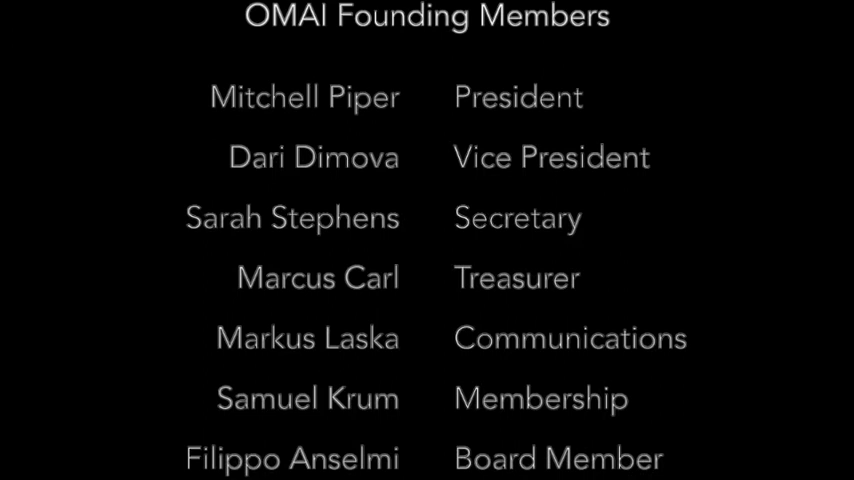 OMAI Founding Members
Mitchell Piper President
Dari Dimova Vice President
Sarah Stephens Secretary
Marcus Carl Treasurer
Markus Laska Communications
Samuel Krum Membership
Filippo Anselmi Board Member